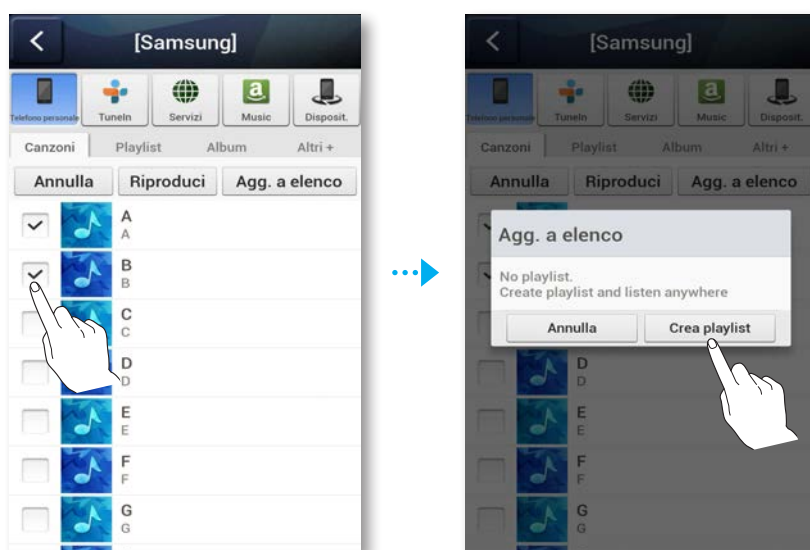 [Samsung]
Telefono personale
TuneIn
Servizi
a
Music
Disposit.
Canzoni
Playlist
Album
Altri +
Annulla
Riproduci
Agg. a elenco
A
A
B
B
C
C
D
D
E
E
F
F
G
G
[Samsung]
Telefono personale
TuneIn
Servizi
a
Music
Disposit.
Canzoni
Playlist
Album
Altri +
Annulla
Riproduci
Agg. a elenco
Agg. a elenco
No playlist.
Create playlist and listen anywhere
Annulla
Crea playlist
D
D
E
E
F
F
G
G